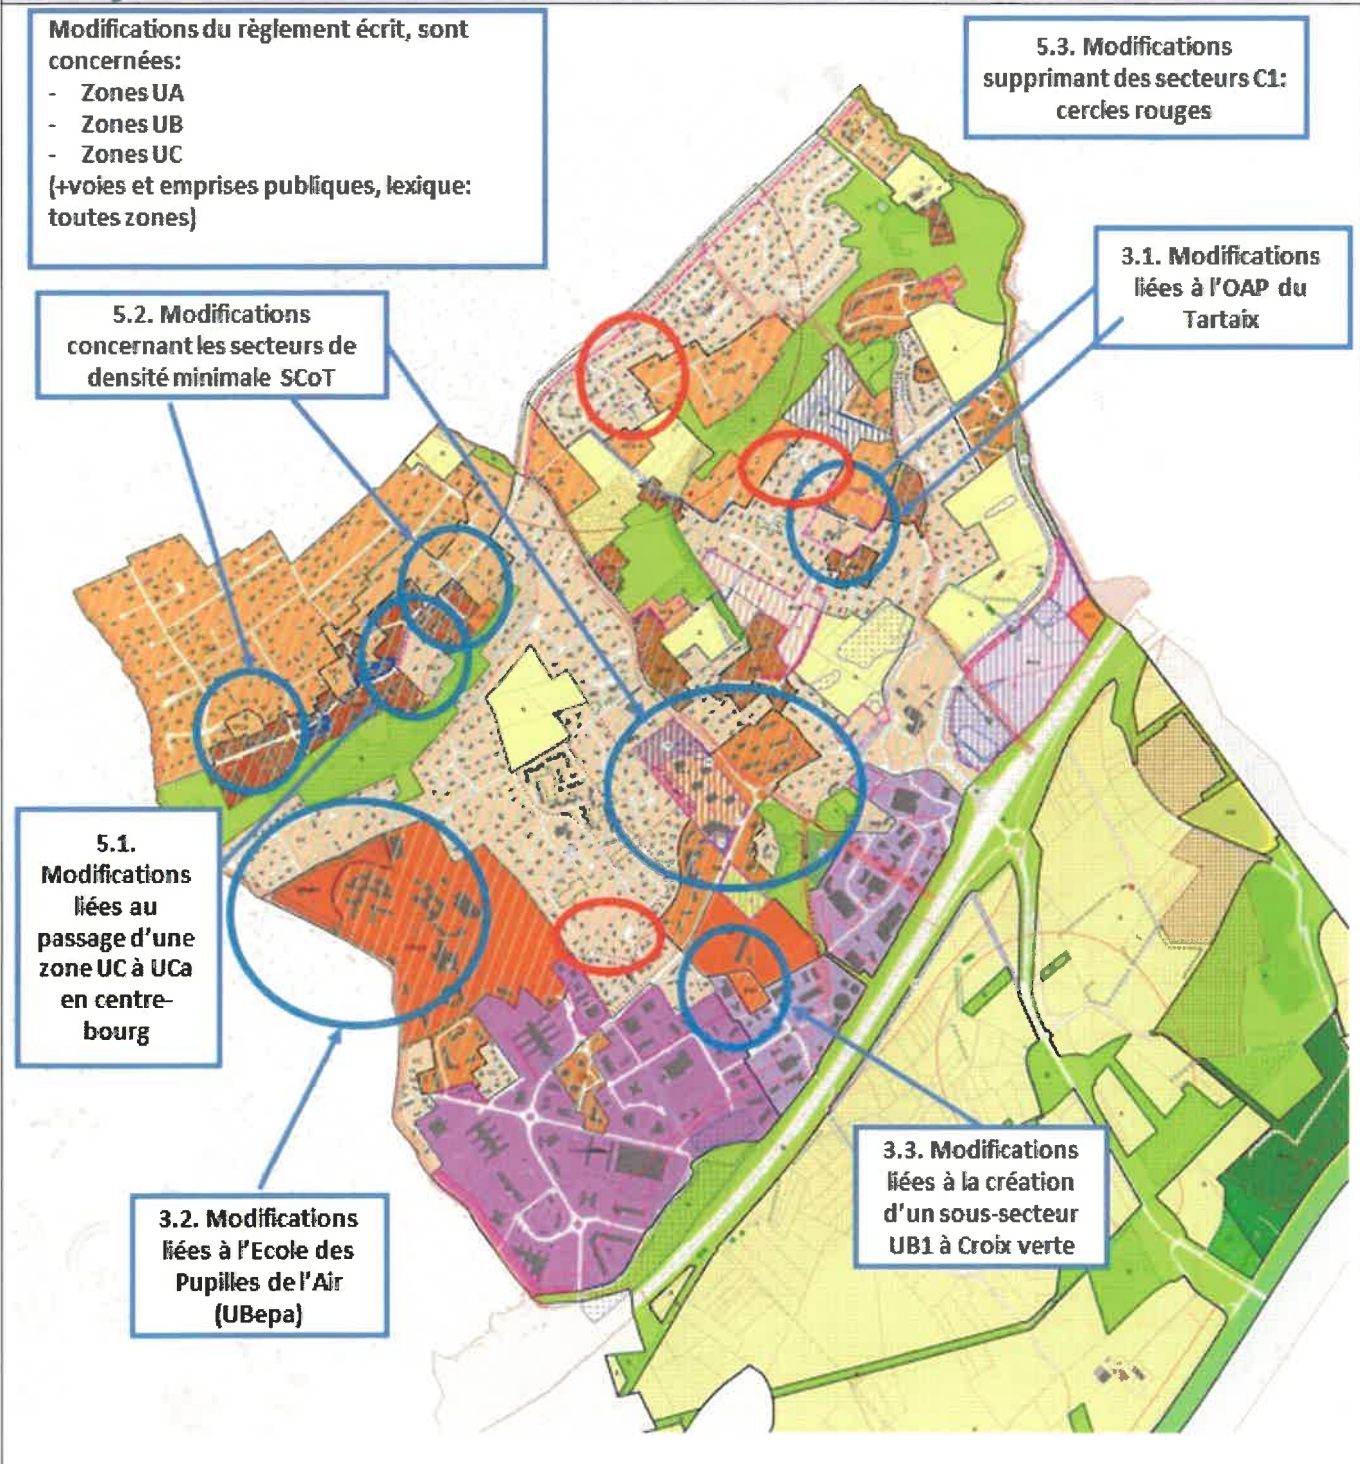 Modifications du règlement écrit, sont
concernées:
- Zones UA
- Zones UB
- Zones UC
(+voies et emprises publiques, lexique:
toutes zones)
5.3. Modifications
supprimant des secteurs C1:
cercles rouges
3.1. Modifications
liées à l'OAP du
Tartaix
5.2. Modifications
concernant les secteurs de
densité minimale SCoT
5.1.
Modifications
liées au
passage d'une
zone UC à UCa
en centre-
bourg
3.2. Modifications
liées à l'Ecole des
Pupilles de l'Air
(UBepa)
3.3. Modifications
liées à la création
d'un sous-secteur
UB1 à Croix verte